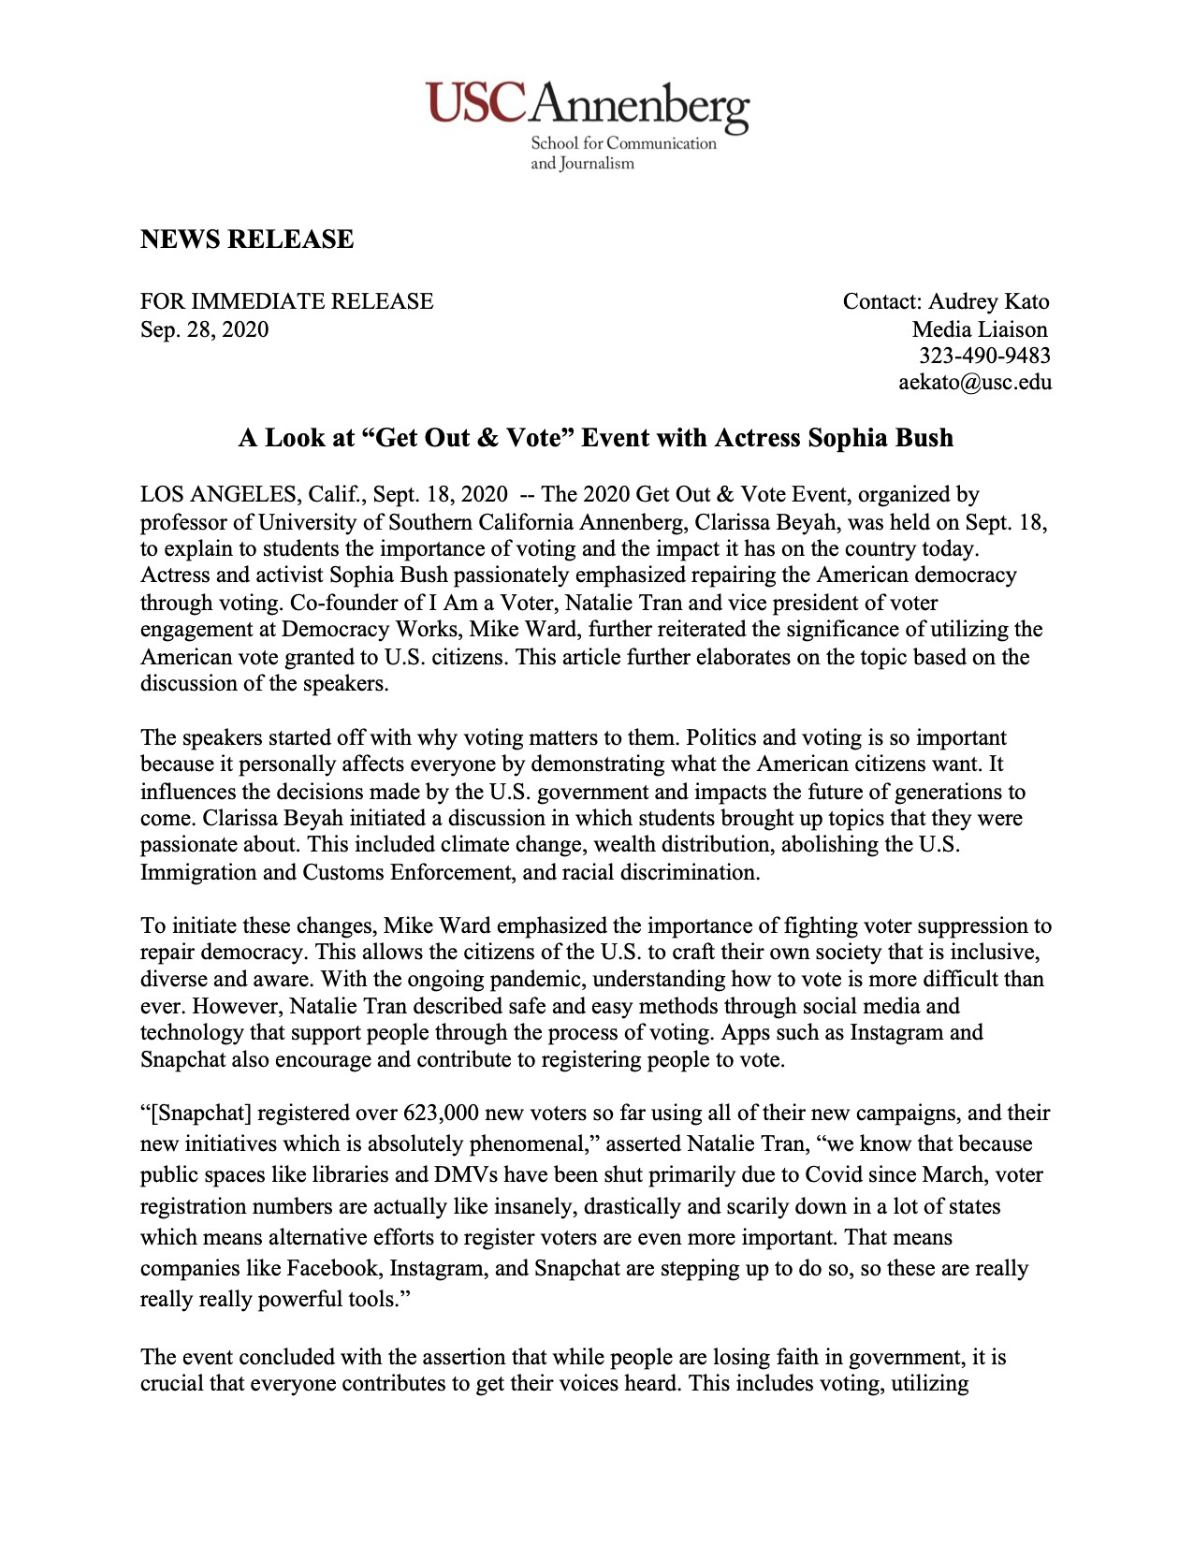 USC Annenberg
School for Communication
and Journalism
NEWS RELEASE
FOR IMMEDIATE RELEASE
Contact: Audrey Kato
Sep. 28, 2020
Media Liaison
323-490-9483
aekato@usc.edu
A Look at “Get Out & Vote” Event with Actress Sophia Bush
LOS ANGELES, Calif., Sept. 18, 2020 -- The 2020 Get Out & Vote Event, organized by
professor of University of Southern California Annenberg, Clarissa Beyah, was held on Sept. 18,
to explain to students the importance of voting and the impact it has on the country today.
Actress and activist Sophia Bush passionately emphasized repairing the American democracy
through voting. Co-founder of I Am a Voter, Natalie Tran and vice president of voter
engagement at Democracy Works, Mike Ward, further reiterated the significance of utilizing the
American vote granted to U.S. citizens. This article further elaborates on the topic based on the
discussion of the speakers.
The speakers started off with why voting matters to them. Politics and voting is so important
because it personally affects everyone by demonstrating what the American citizens want. It
influences the decisions made by the U.S. government and impacts the future of generations to
come. Clarissa Beyah initiated a discussion in which students brought up topics that they were
passionate about. This included climate change, wealth distribution, abolishing the U.S.
Immigration and Customs Enforcement, and racial discrimination.
To initiate these changes, Mike Ward emphasized the importance of fighting voter suppression to
repair democracy. This allows the citizens of the U.S. to craft their own society that is inclusive,
diverse and aware. With the ongoing pandemic, understanding how to vote is more difficult than
ever. However, Natalie Tran described safe and easy methods through social media and
technology that support people through the process of voting. Apps such as Instagram and
Snapchat also encourage and contribute to registering people to vote.
“[Snapchat] registered over 623,000 new voters so far using all of their new campaigns, and their
new initiatives which is absolutely phenomenal,” asserted Natalie Tran, “we know that because
public spaces like libraries and DMVs have been shut primarily due to Covid since March, voter
registration numbers are actually like insanely, drastically and scarily down in a lot of states
which means alternative efforts to register voters are even more important. That means
companies like Facebook, Instagram, and Snapchat are stepping up to do so, so these are really
really really powerful tools.”
The event concluded with the assertion that while people are losing faith in government, it is
crucial that everyone contributes to get their voices heard. This includes voting, utilizing